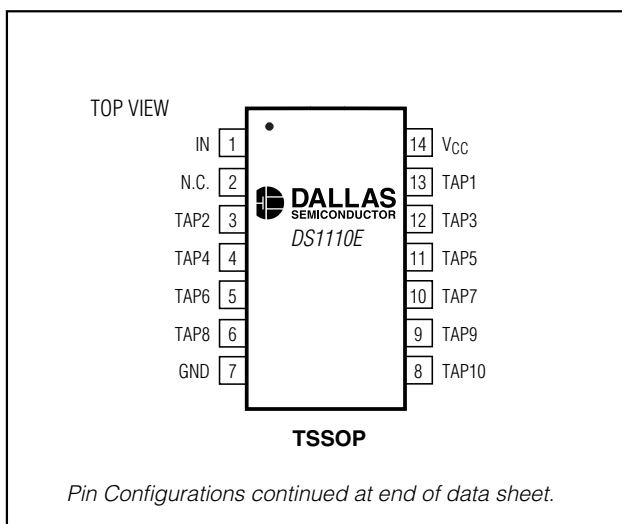 TOP VIEW
IN 1
N.C. 2
TAP2 3
TAP4 4
TAP6 5
TAP8 6
GND 7
DALLAS
SEMICONDUCTOR
DS1110E
14 VCC
13 TAP1
12 TAP3
11 TAP5
10 TAP7
9 TAP9
8 TAP10
TSSOP
Pin Configurations continued at end of data sheet.